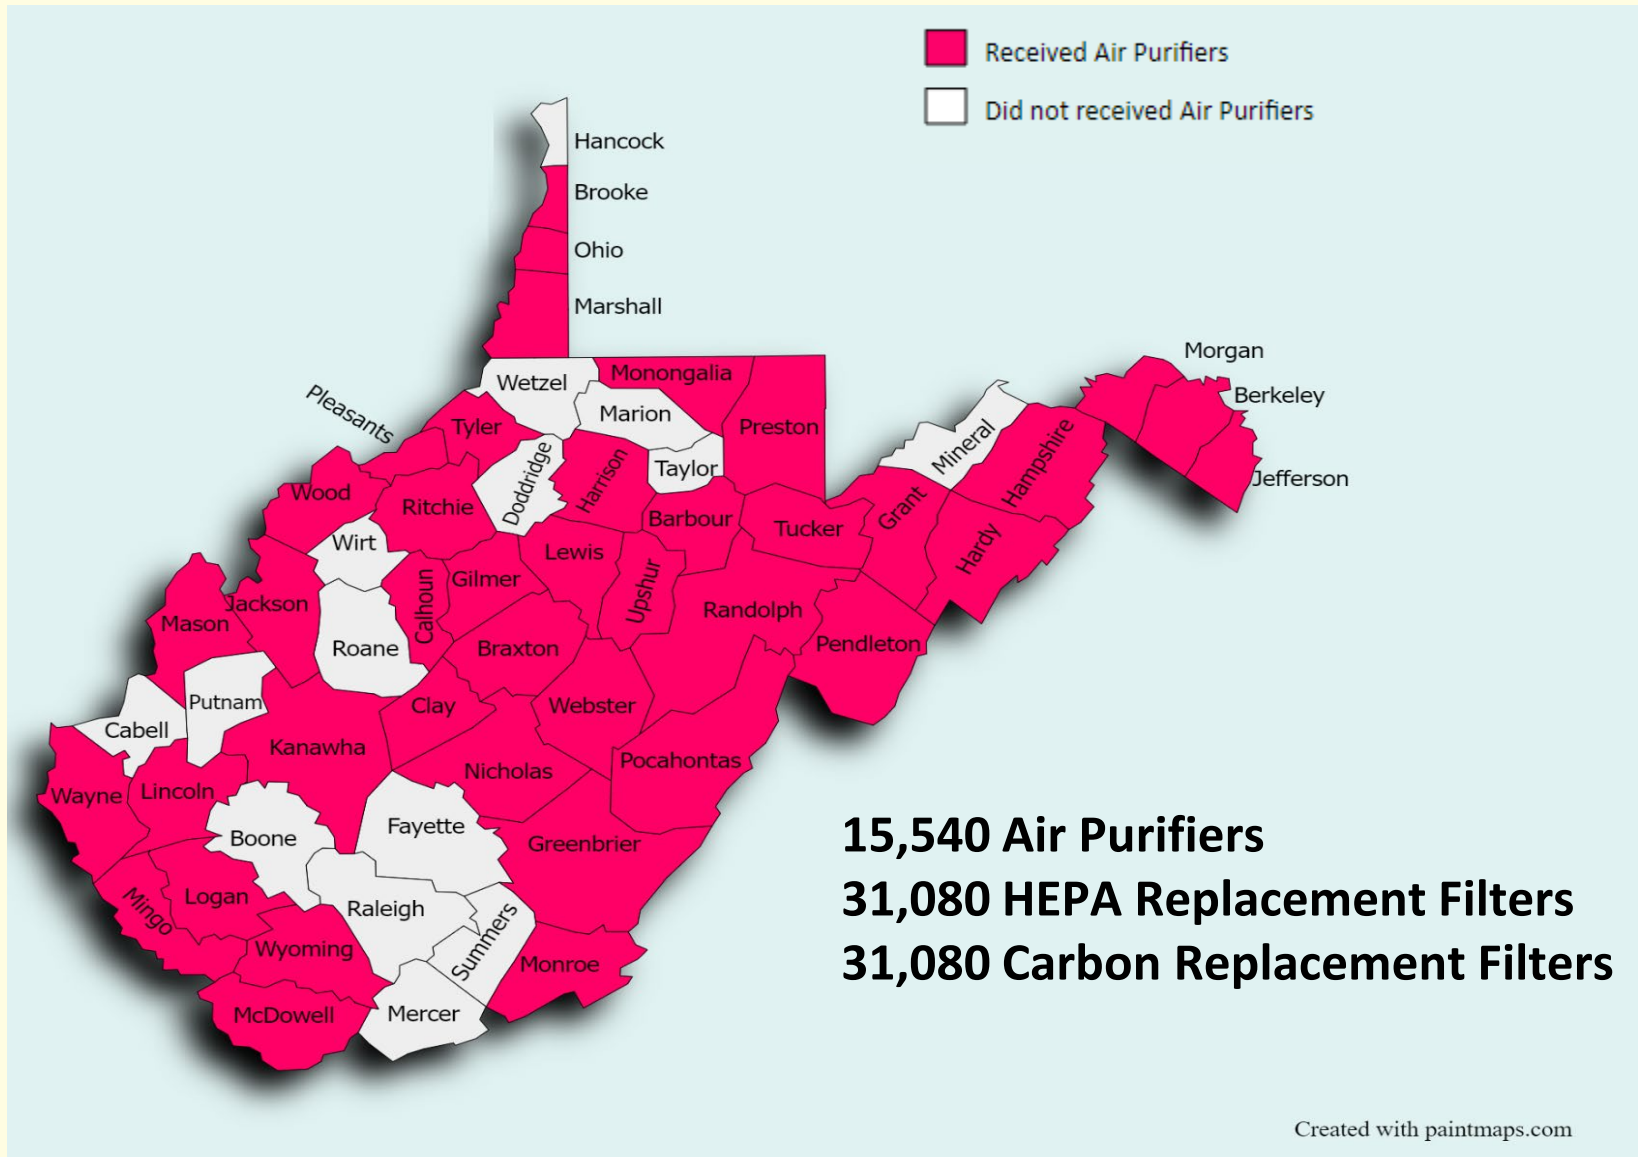 Received Air Purifiers
Did not received Air Purifiers
Hancock
Brooke
Ohio
Marshall
Morgan
Berkeley
Jefferson
Wetzel
Monongalia
Marion
Preston
Pleasants
Tyler
Doddridge
Harrison
Taylor
Mineral
Hampshire
Wood
Ritchie
Barbour
Tucker
Grant
Hardy
Wirt
Lewis
Gilmer
Calhoun
Upshur
Randolph
Jackson
Mason
Roane
Braxton
Pendleton
Putnam
Clay
Webster
Cabell
Kanawha
Nicholas
Pocahontas
Wayne
Lincoln
Boone
Fayette
Greenbrier
Logan
Mingo
Raleigh
Summers
Wyoming
Monroe
McDowell
Mercer
15,540 Air Purifiers
31,080 HEPA Replacement Filters
31,080 Carbon Replacement Filters
Created with paintmaps.com